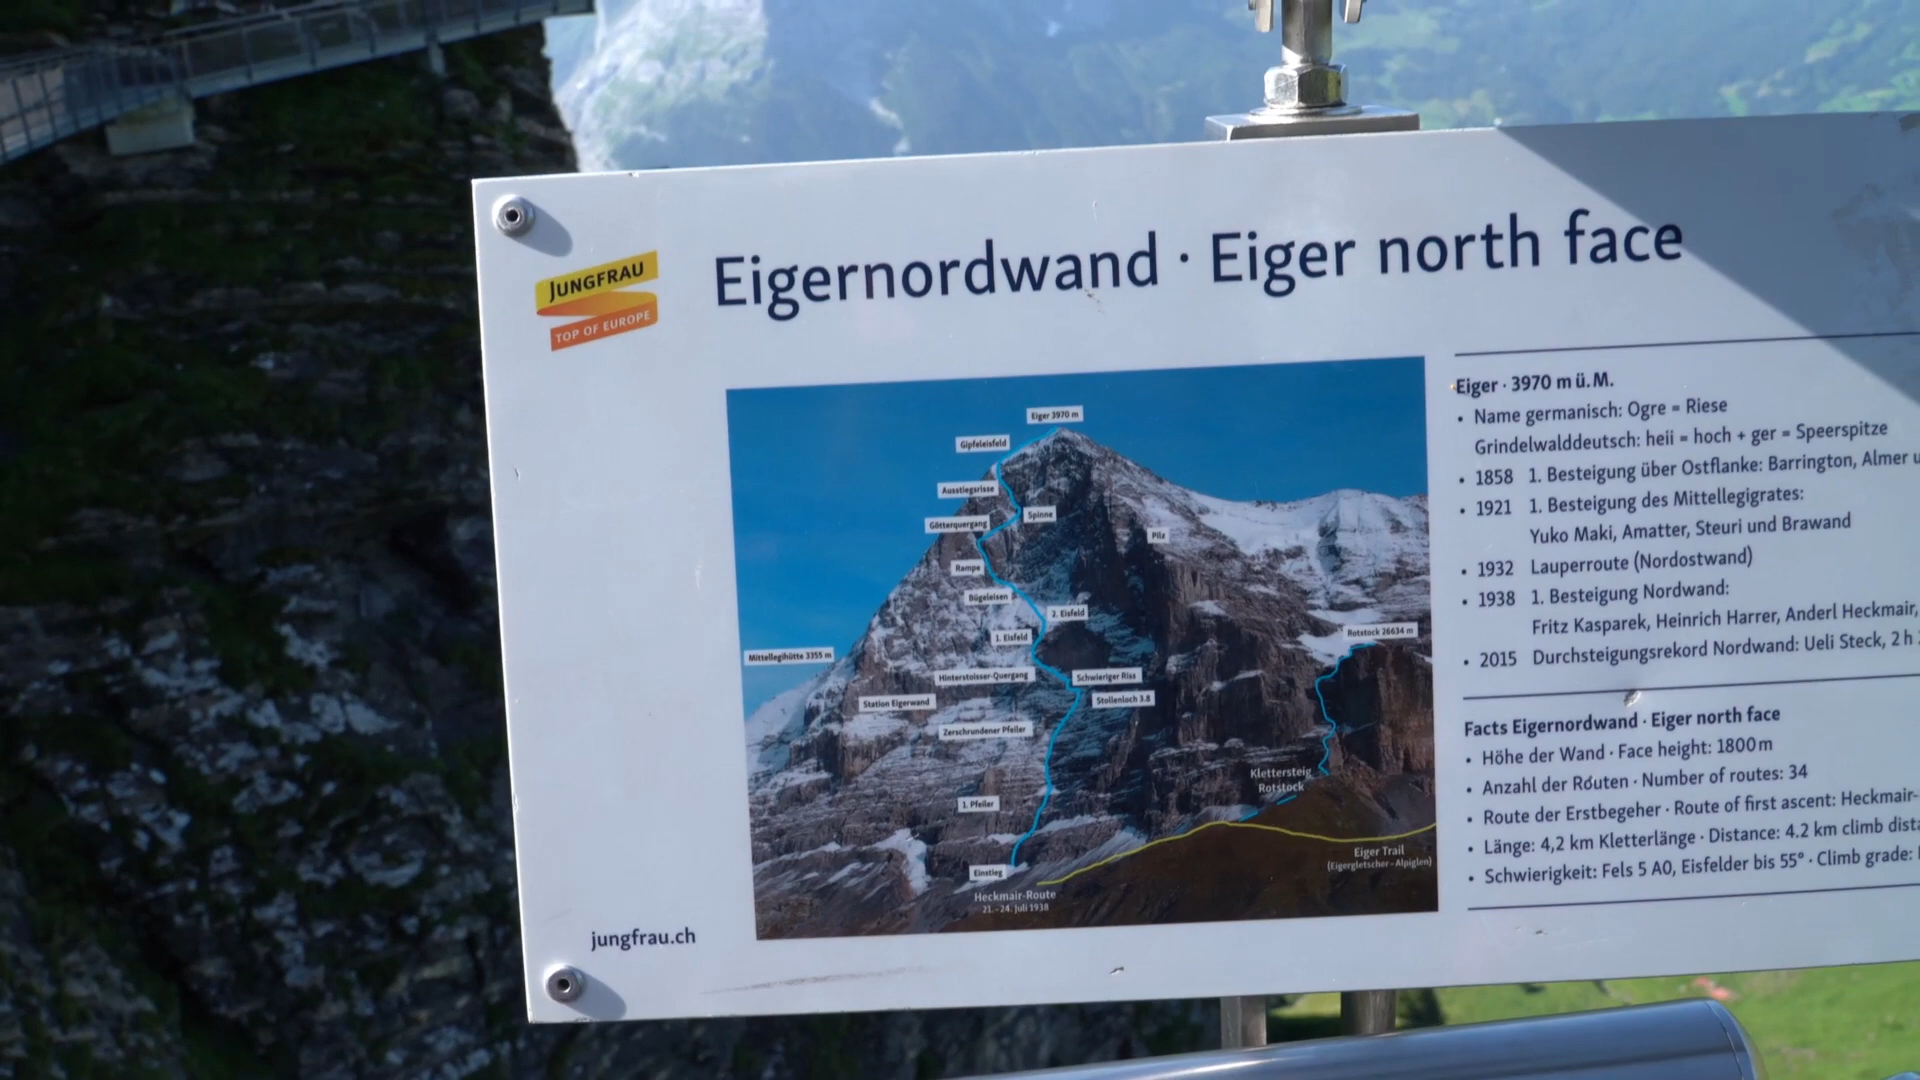 Eigernordwand · Eiger north face
JUNGFRAU
TOP OF EUROPE
Eiger 3970 m
Gipfeleisfeld
Ausstiegsrisse
Spinne
Götterquergang
Pilz
Rampe
Bügeleisen
2. Eisfeld
1. Eisfeld
Rotstock 26634 m
Mittellegihütte 3355 m
Hinterstoisser-Quergang
Schwieriger Riss
Station Eigerwand
Stollenloch 3.8
Zerschrundener Pfeiler
Klettersteig
Rotstock
1. Pfeiler
Eiger Trail
(Eigergletscher–Alpiglen)
Einstieg
Heckmair-Route
21. - 24. Juli 1938
jungfrau.ch
Eiger · 3970 m ü. M.
• Name germanisch: Ogre = Riese
Grindelwalddeutsch: heii = hoch + ger = Speerspitze
• 1858 1. Besteigung über Ostflanke: Barrington, Almer u
• 1921 1. Besteigung des Mittellegigrates:
Yuko Maki, Amatter, Steuri und Brawand
• 1932 Lauperroute (Nordostwand)
• 1938 1. Besteigung Nordwand:
Fritz Kasparek, Heinrich Harrer, Anderl Heckmair,
• 2015 Durchsteigungsrekord Nordwand: Ueli Steck, 2 h
Facts Eigernordwand · Eiger north face
• Höhe der Wand · Face height: 1800 m
• Anzahl der Routen · Number of routes: 34
• Route der Erstbegeher · Route of first ascent: Heckmair-
• Länge: 4,2 km Kletterlänge · Distance: 4.2 km climb dista
• Schwierigkeit: Fels 5 A0, Eisfelder bis 55° · Climb grade: